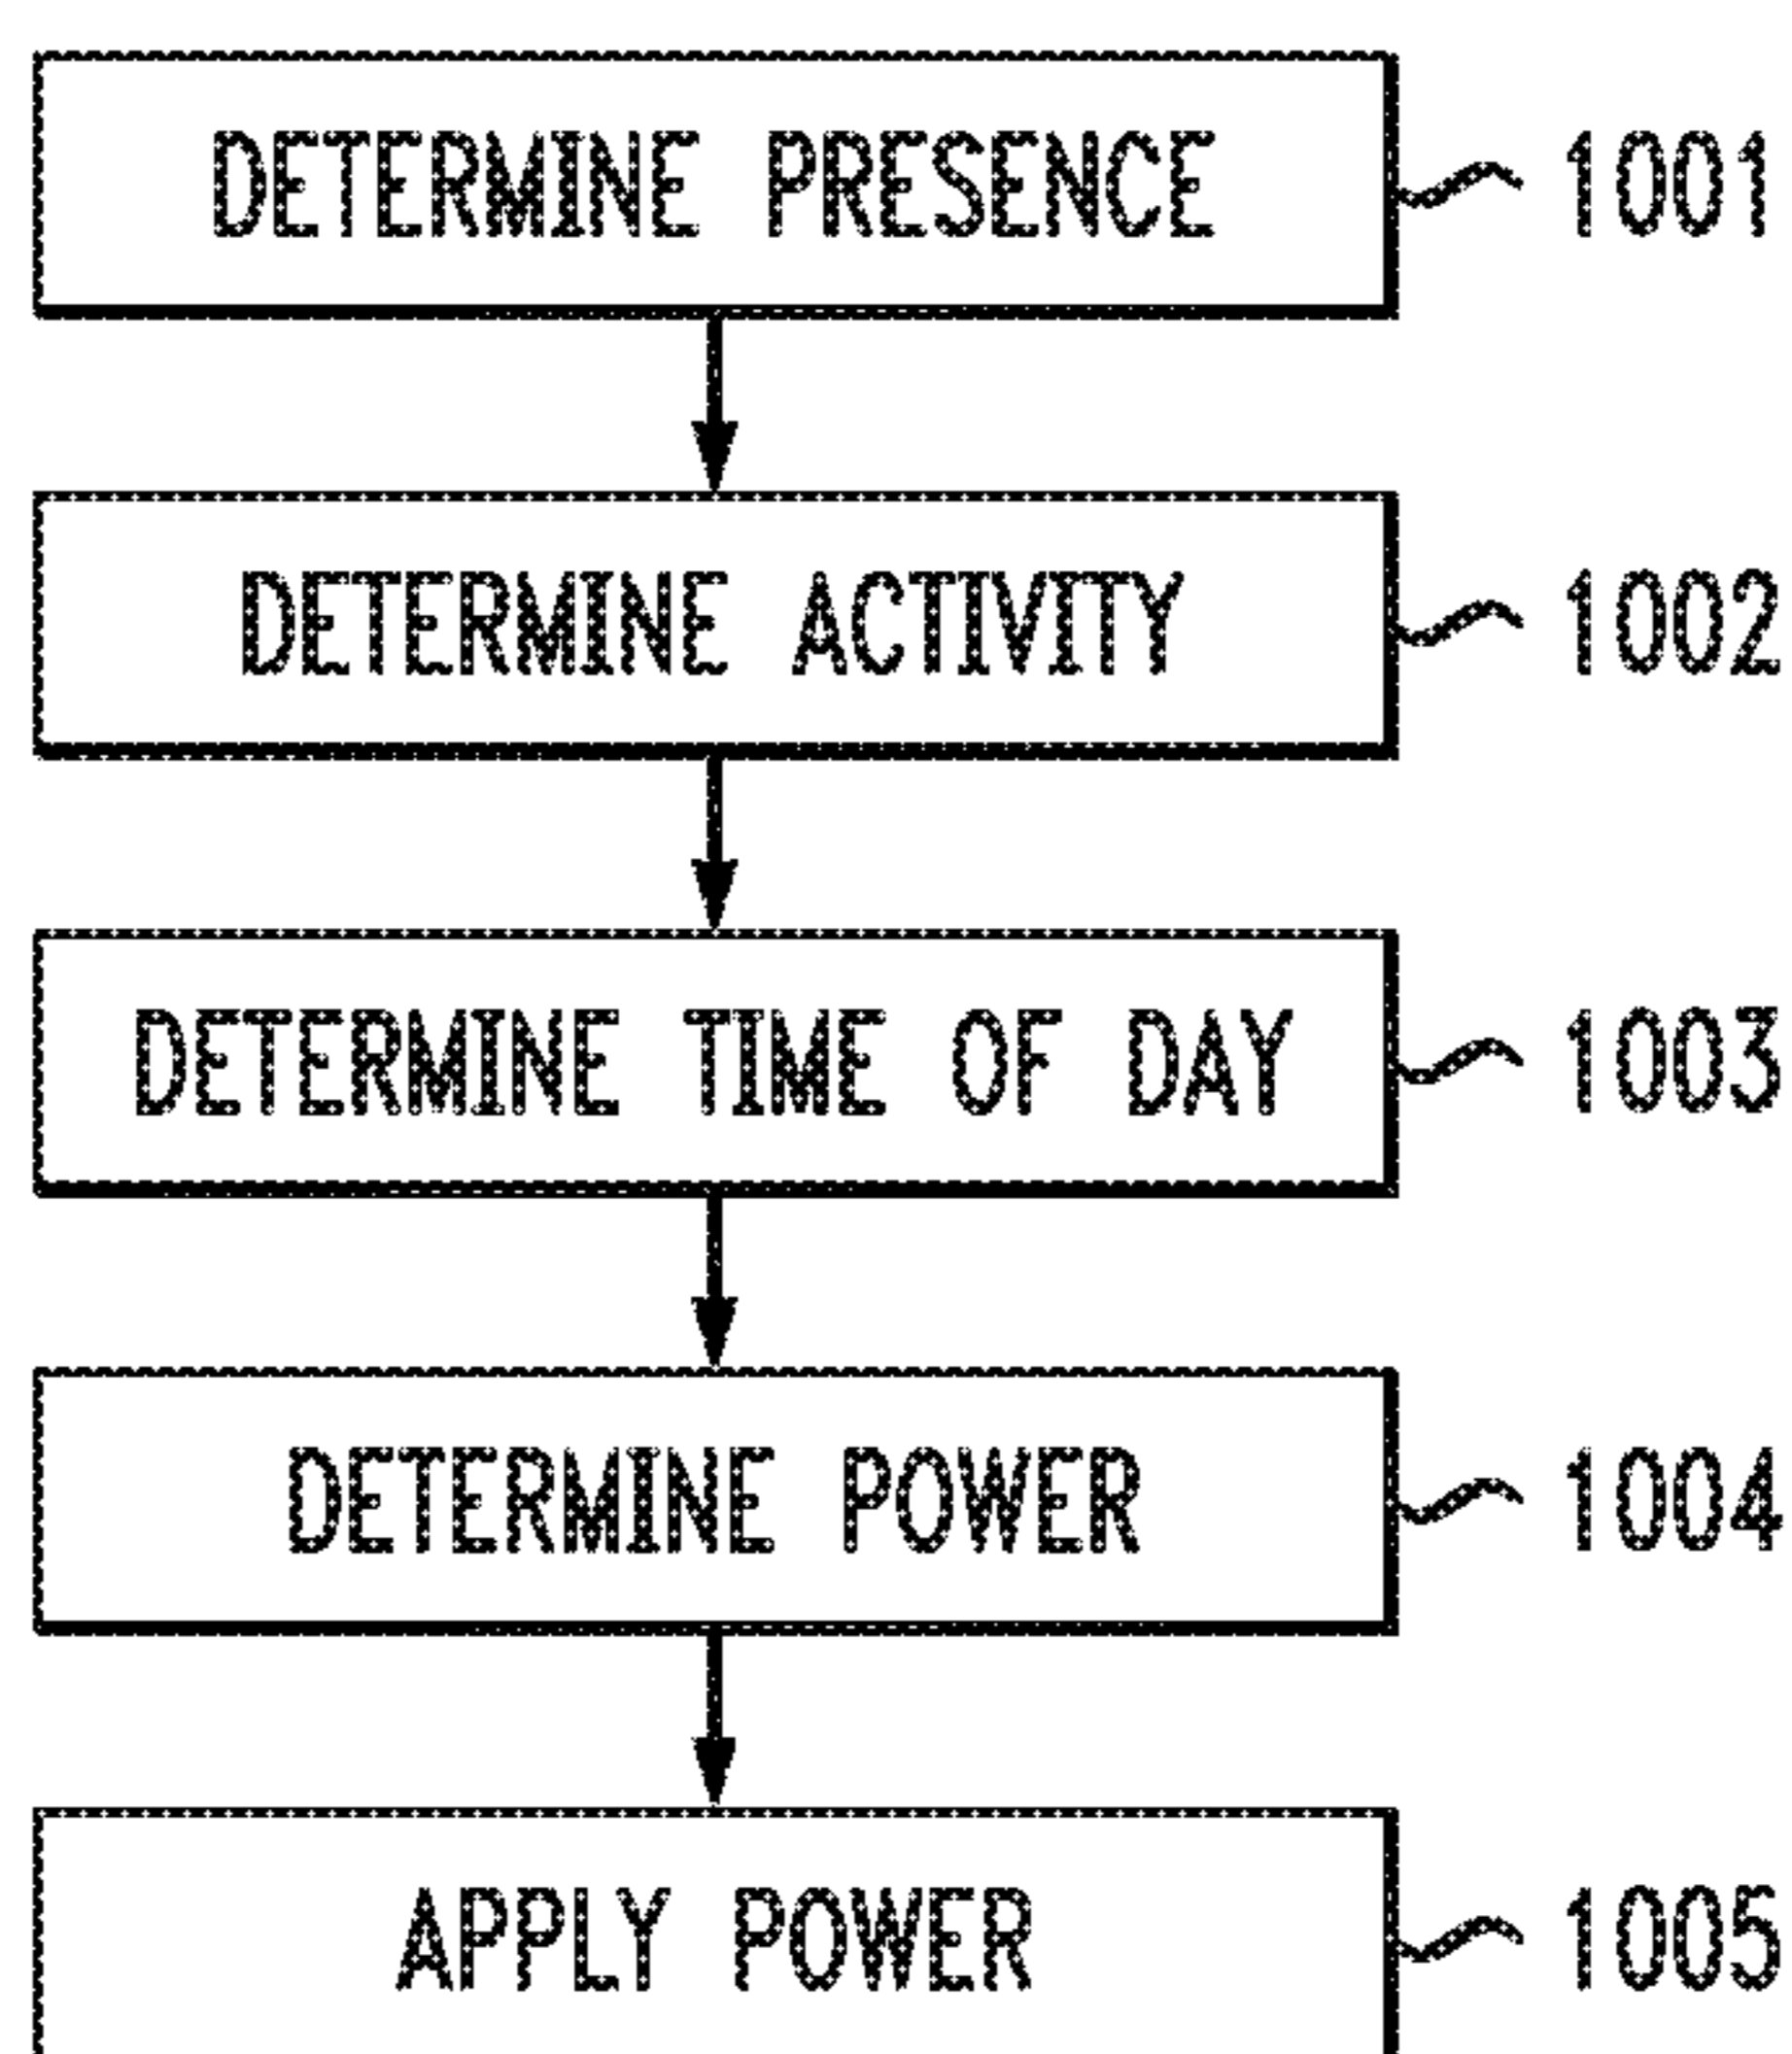 DETERMINE PRESENCE 1001
DETERMINE ACTIVITY 1002
DETERMINE TIME OF DAY 1003
DETERMINE POWER 1004
APPLY POWER 1005